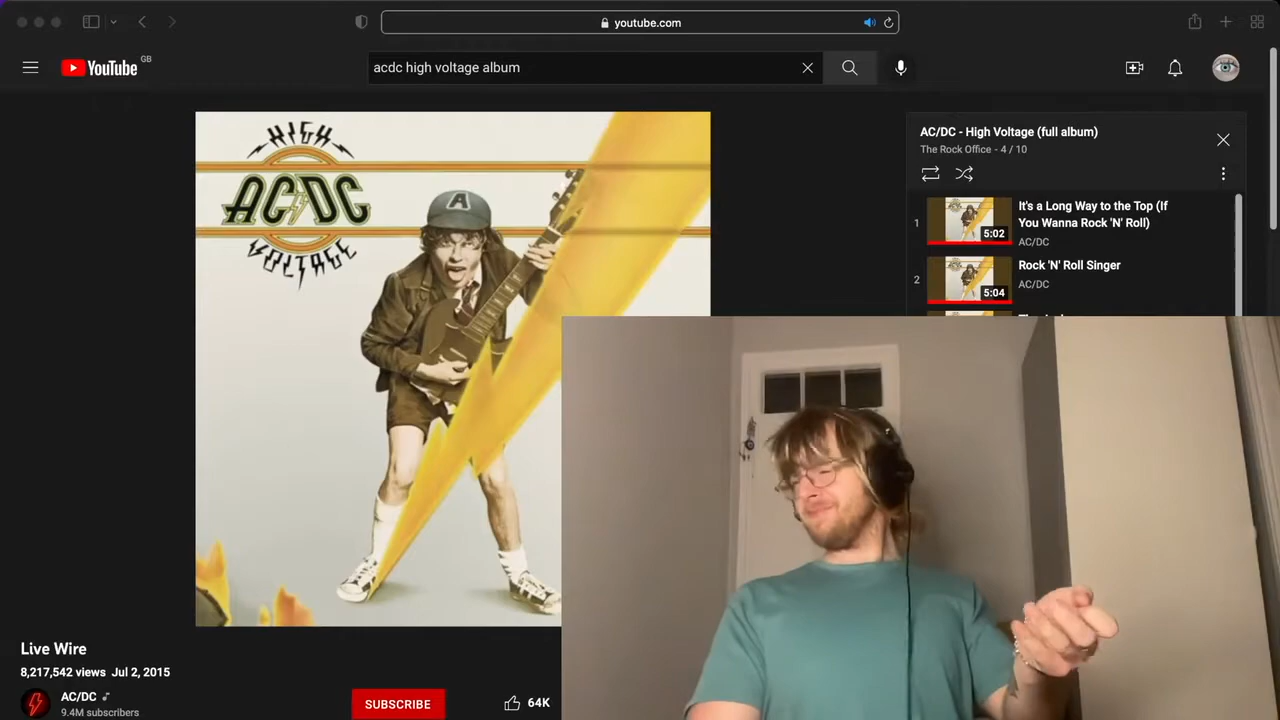 youtube.com
YouTube GB
acdc high voltage album
HIGH
AC/DC
VOLTAGE
A
AC/DC - High Voltage (full album)
The Rock Office - 4 / 10
1
5:02
It's a Long Way to the Top (If
You Wanna Rock 'N' Roll)
AC/DC
2
5:04
Rock 'N' Roll Singer
AC/DC
Live Wire
8,217,542 views Jul 2, 2015
AC/DC
9.4M subscribers
SUBSCRIBE
64K